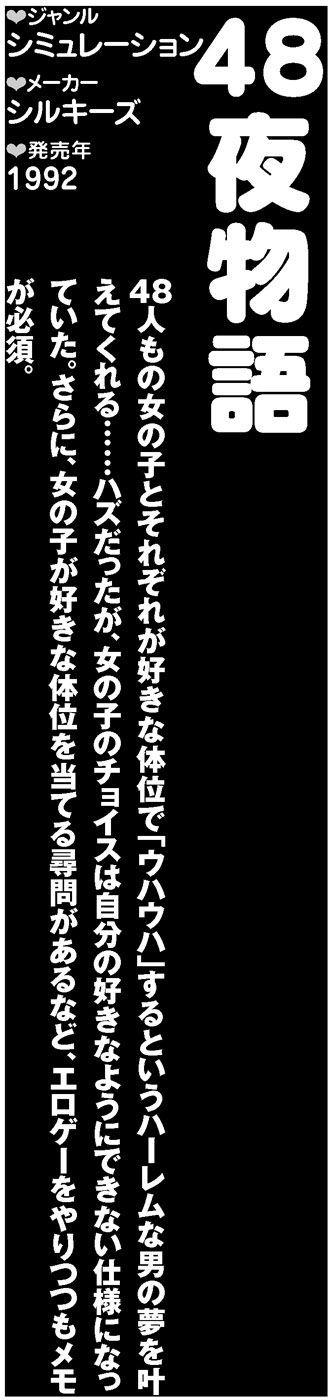 48夜物語
❤ジャンル
シミュレーション
❤メーカー
シルキーズ
❤発売年
1992
48人もの女の子とそれぞれが好きな体位で「ウハウハ」するというハーレムな男の夢を叶
えてくれる……ハズだったが、女の子のチョイスは自分の好きなようにできない仕様になっ
ていた。さらに、女の子が好きな体位を当てる尋問があるなど、エロゲーをやりつつもメモ
が必須。